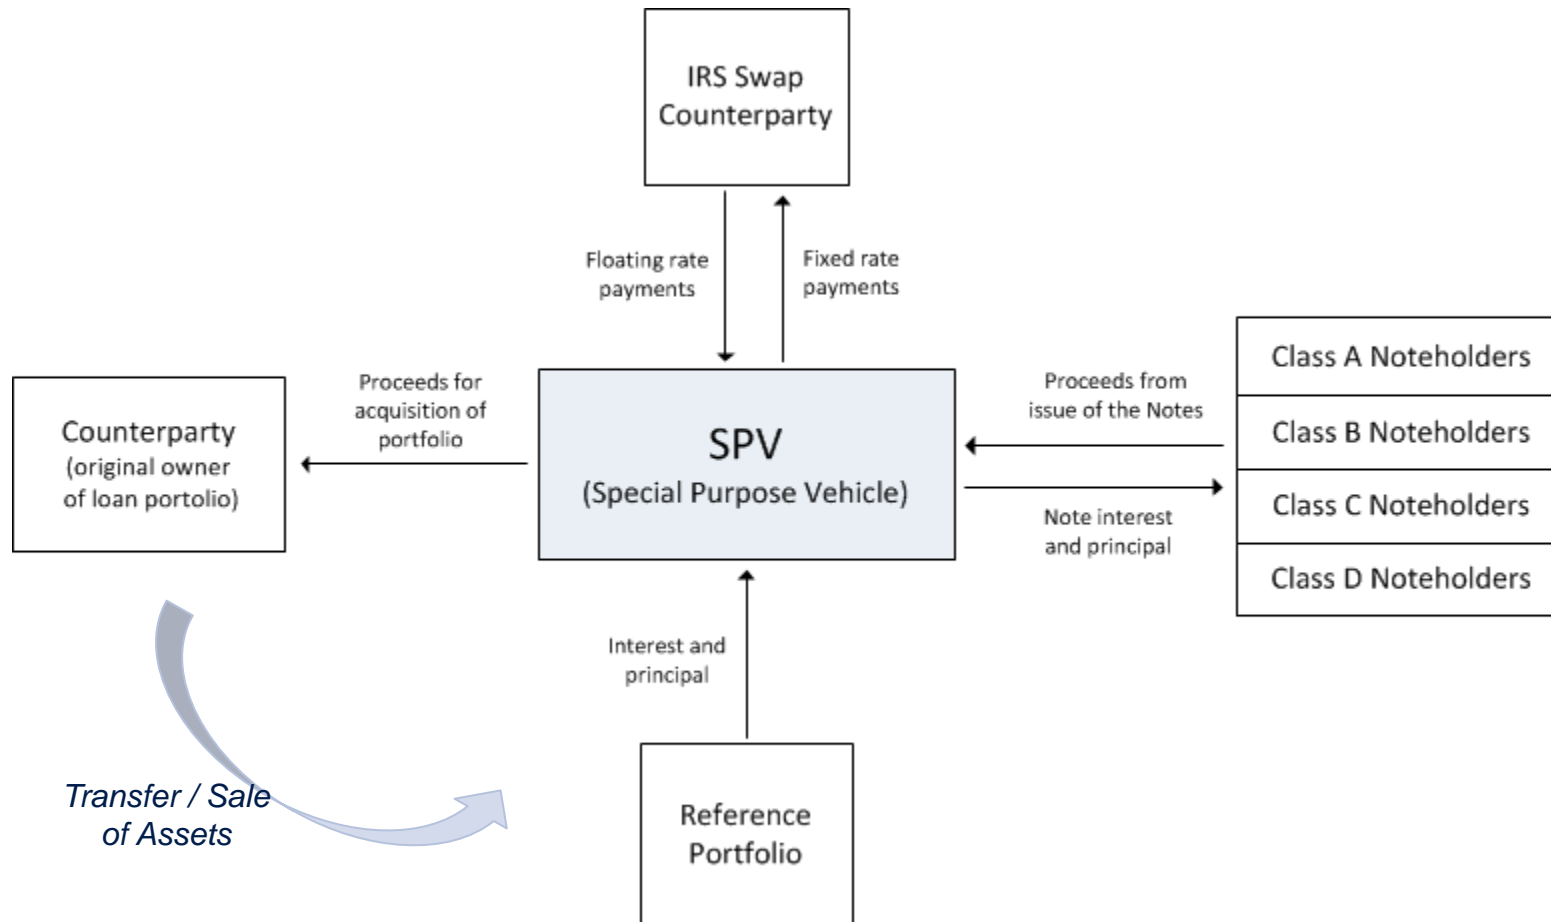 IRS Swap
Counterparty
Floating rate
payments
Fixed rate
payments
Counterparty
(original owner
of loan portolio)
Proceeds for
acquisition of
portfolio
SPV
(Special Purpose Vehicle)
Proceeds from
issue of the Notes
Note interest
and principal
Class A Noteholders
Class B Noteholders
Class C Noteholders
Class D Noteholders
Interest and
principal
Transfer / Sale
of Assets
Reference
Portfolio